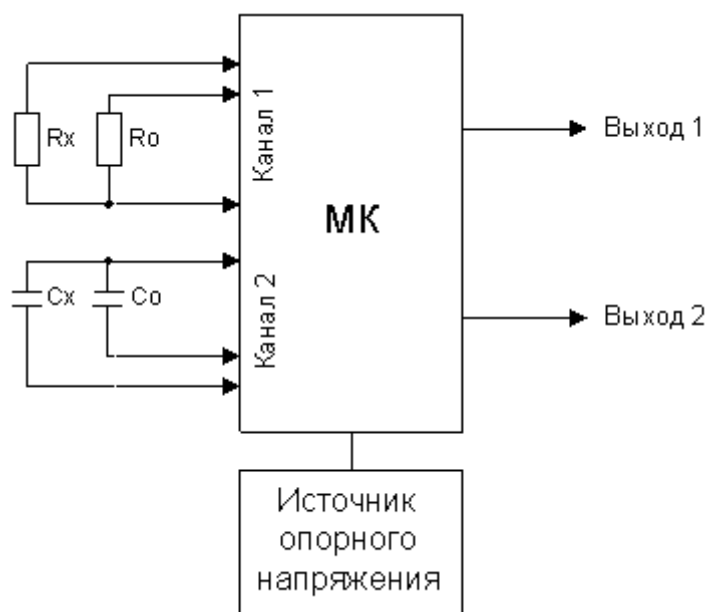 Rx
Ro
Канал 1
МК
Выход 1
Cx
Co
Канал 2
Выход 2
Источник
опорного
напряжения